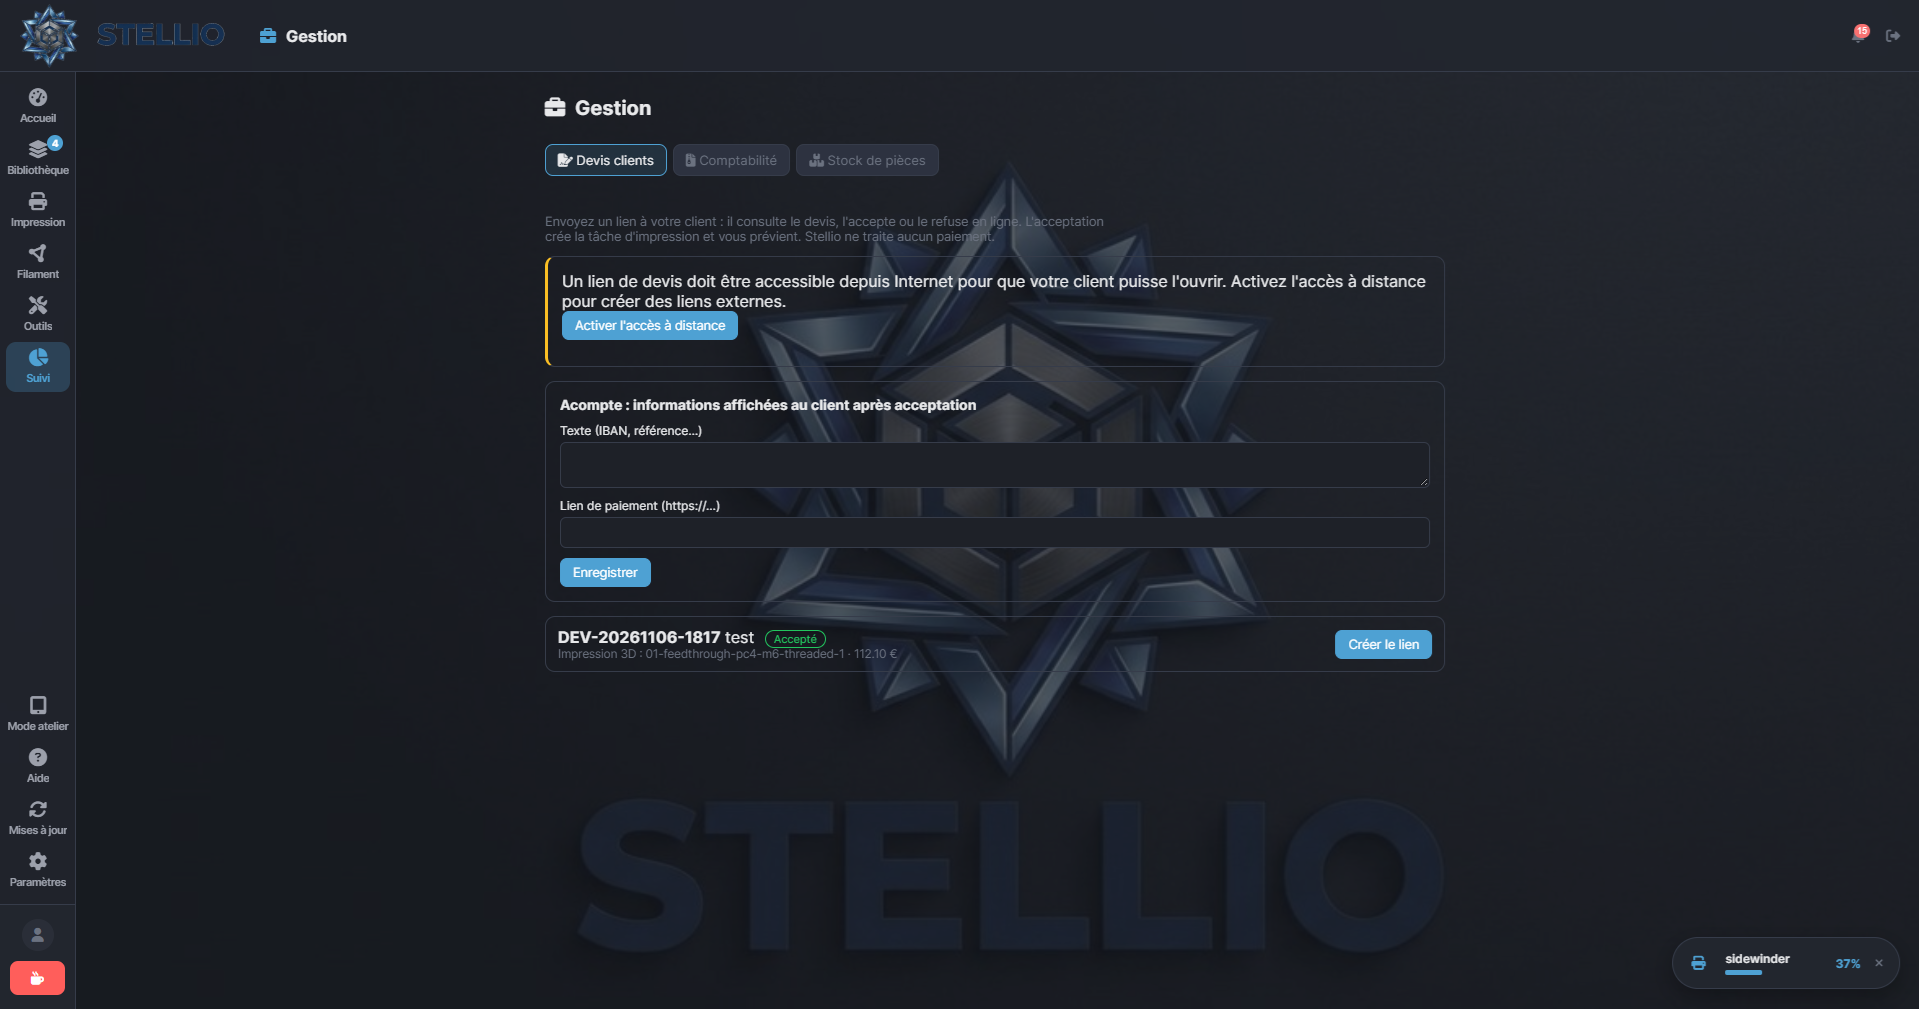 STELLIO
Gestion
15
Accueil
4
Bibliothèque
Impression
Filament
Outils
Suivi
Mode atelier
Aide
Mises à jour
Paramètres
Gestion
Devis clients
Comptabilité
Stock de pièces
Envoyez un lien à votre client : il consulte le devis, l'accepte ou le refuse en ligne. L'acceptation
crée la tâche d'impression et vous prévient. Stellio ne traite aucun paiement.
Un lien de devis doit être accessible depuis Internet pour que votre client puisse l'ouvrir. Activez l'accès à distance
pour créer des liens externes.
Activer l'accès à distance
Acompte : informations affichées au client après acceptation
Texte (IBAN, référence...)
Lien de paiement (https://...)
Enregistrer
DEV-20261106-1817 test Accepté
Impression 3D : 01-feedthrough-pc4-m6-threaded-1 · 112.10 €
Créer le lien
STELLIO
sidewinder
37%